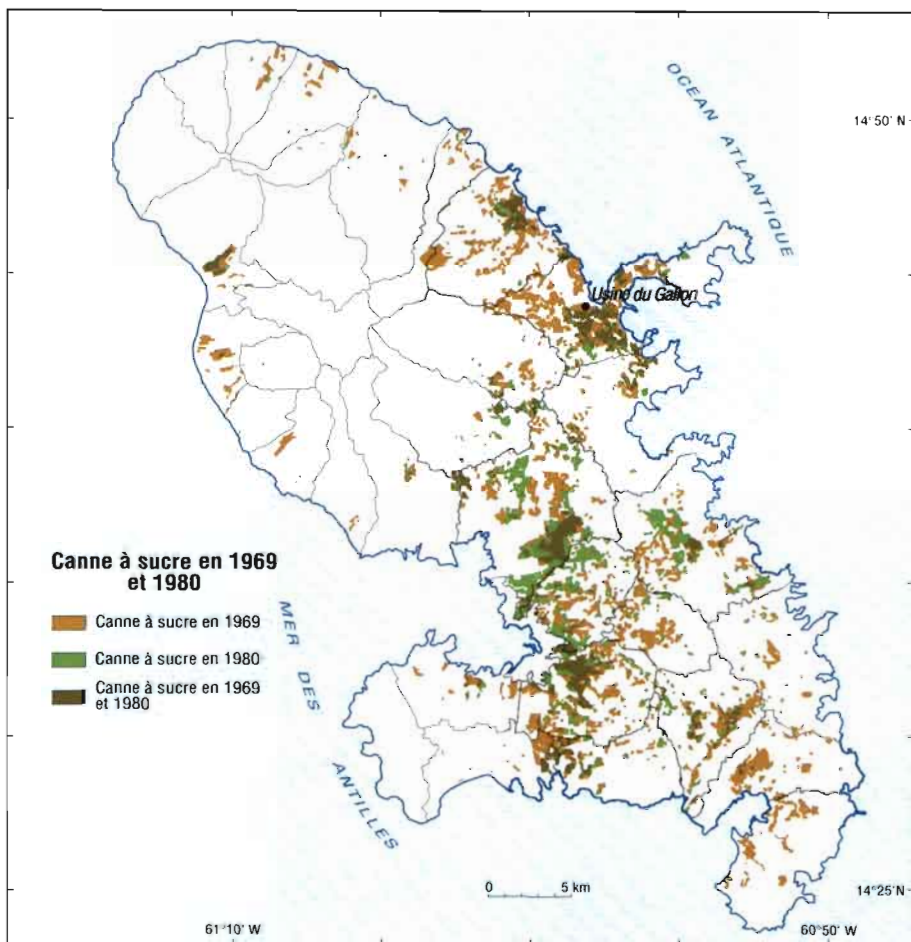 OCEAN ATLANTIQUE
14° 50' N
Usine du Galion
Canne à sucre en 1969
et 1980
Canne à sucre en 1969
Canne à sucre en 1980
Canne à sucre en 1969
et 1980
MER DES ANTILLES
0 5 km
14° 25' N
61° 10' W
60° 50' W